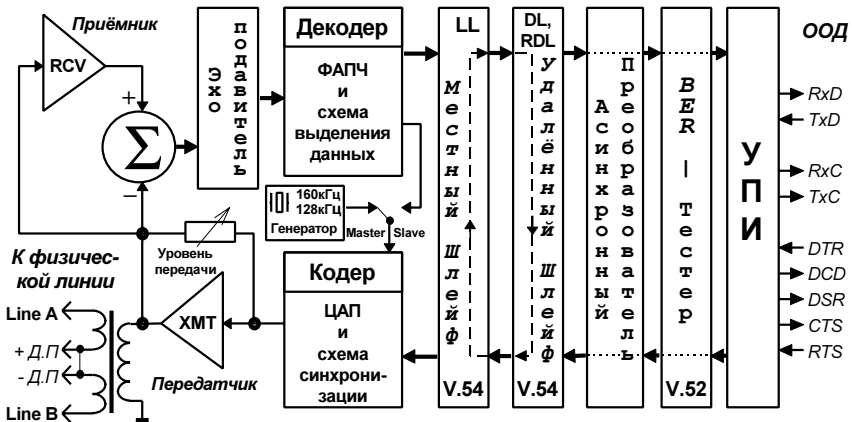 Приёмник
RCV
+
Σ
−
Эхо
подавитель
Декодер
ФАПЧ
и
схема
выделения
данных
160кГц
128кГц
Генератор
Master
Slave
Уровень
передачи
К физичес-
кой линии
Line A
+ Д.П
- Д.П
Line B
XMT
Передатчик
Кодер
ЦАП
и
схема
синхрони-
зации
LL
Местный Шлейф
V.54
DL,
RDL
Удалённый Шлейф
V.54
Асинхронный
Преобразователь
BER | Тестер
V.52
УПИ
ООД
RxD
TxD
RxC
TxC
DTR
DCD
DSR
CTS
RTS